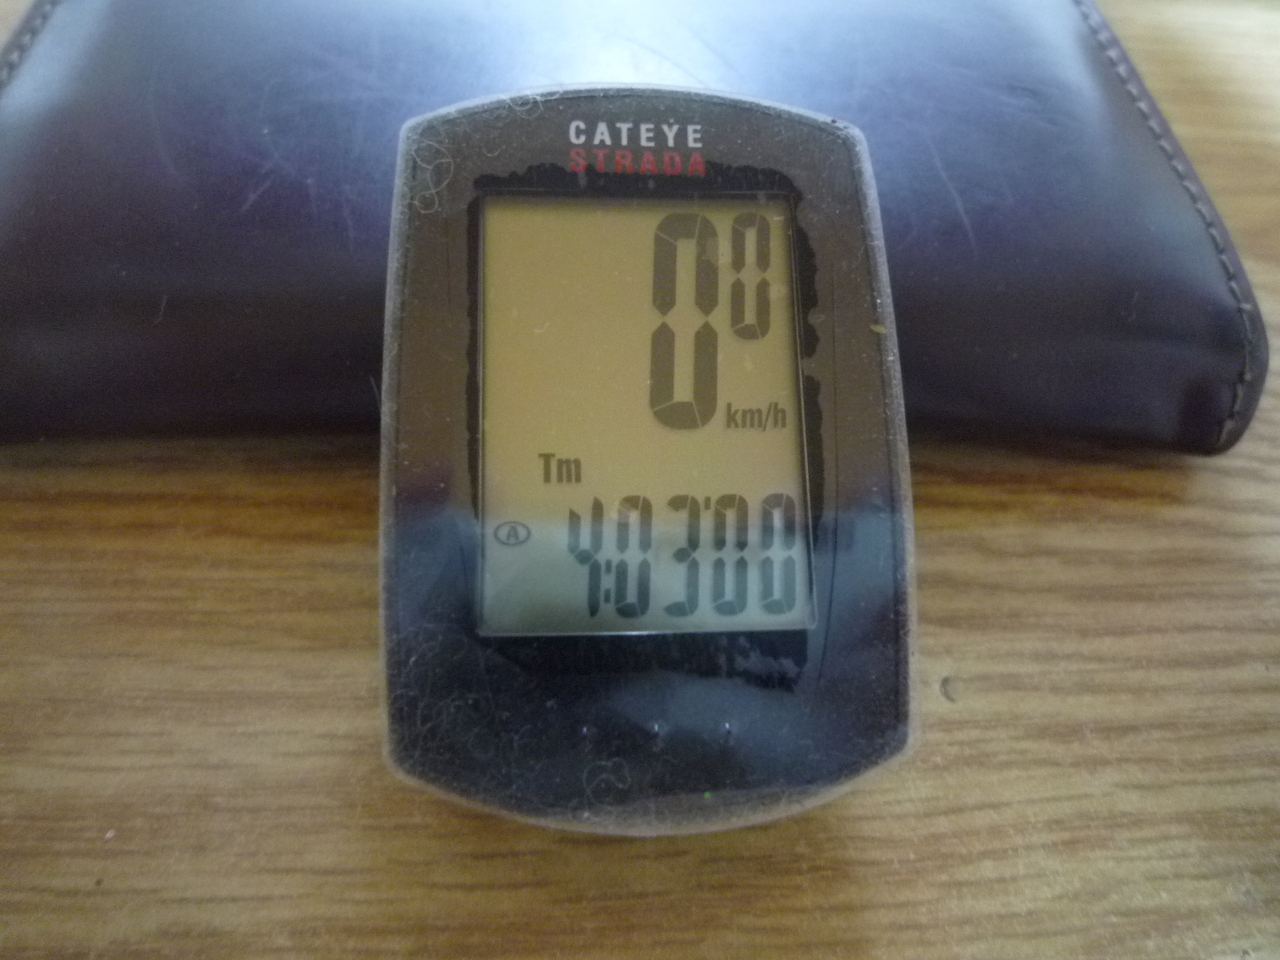 CATEYE
STRADA
0.0
km/h
Tm
A 4:03'00